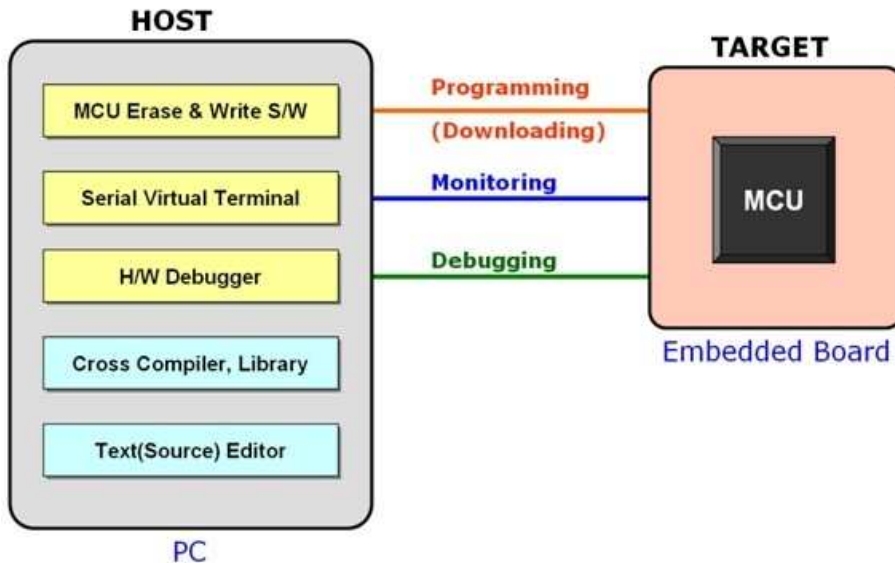 HOST
MCU Erase & Write S/W
Serial Virtual Terminal
H/W Debugger
Cross Compiler, Library
Text(Source) Editor
PC
Programming
(Downloading)
Monitoring
Debugging
TARGET
MCU
Embedded Board